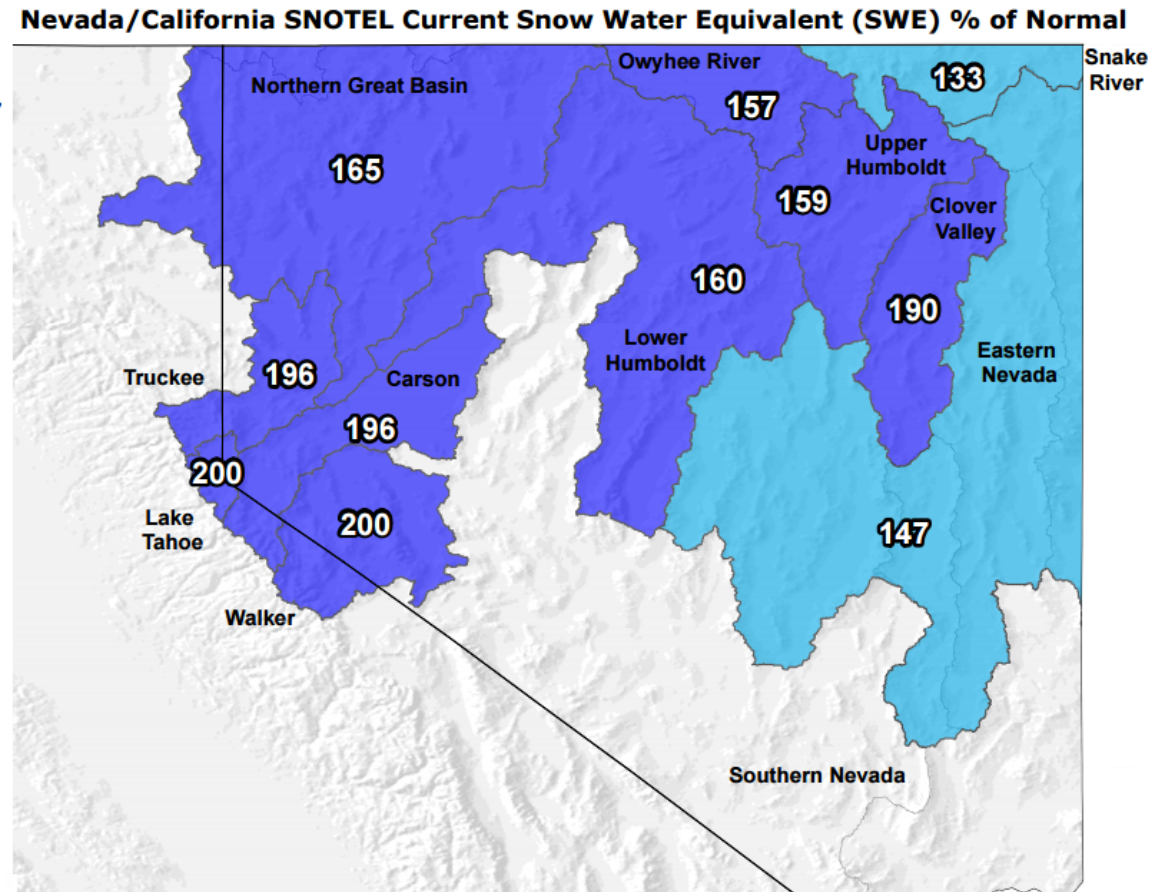 Nevada/California SNOTEL Current Snow Water Equivalent (SWE) % of Normal
Owyhee River
Snake
River
133
Northern Great Basin
157
Upper
Humboldt
165
159
Clover
Valley
160
190
Lower
Humboldt
Eastern
Nevada
Truckee
196
Carson
196
200
Lake
Tahoe
200
147
Walker
Southern Nevada